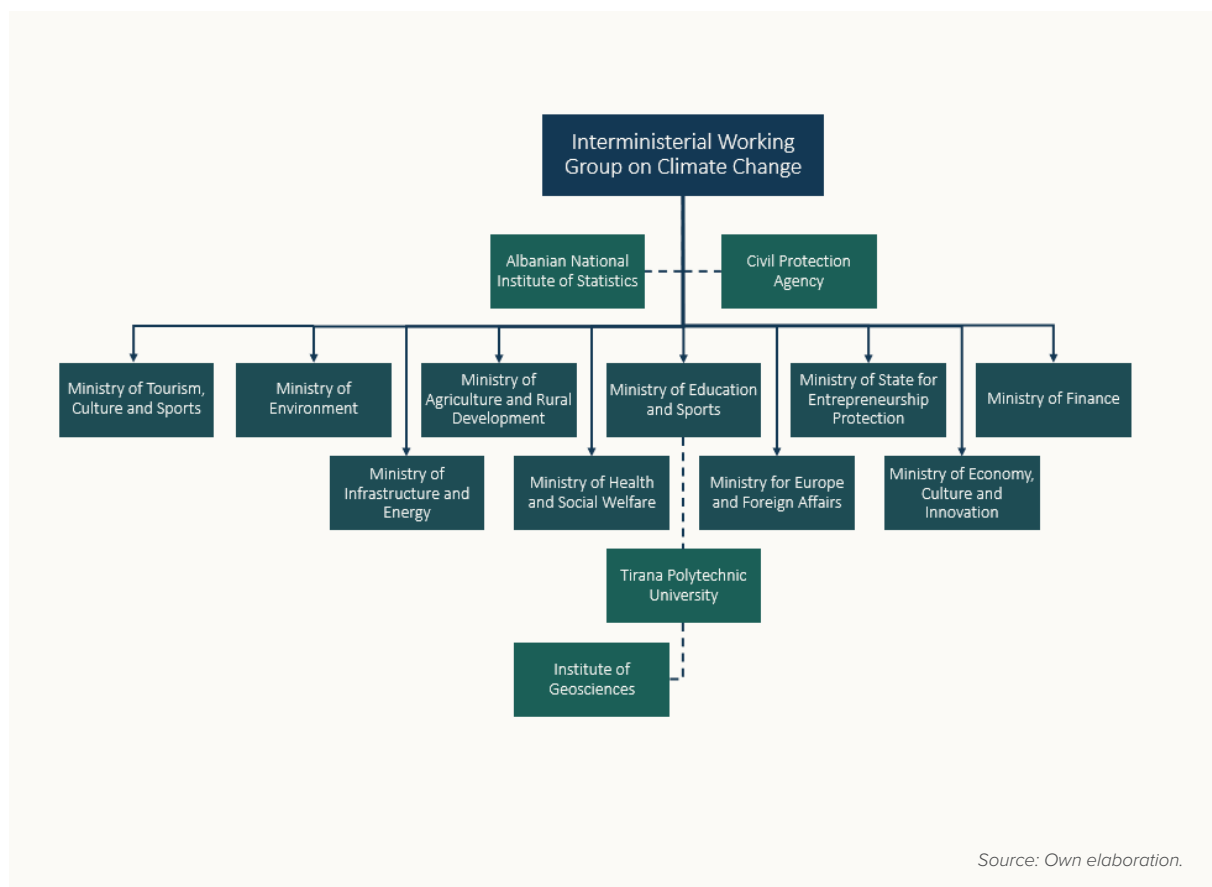 Interministerial Working
Group on Climate Change
Albanian National
Institute of Statistics
Civil Protection
Agency
Ministry of Tourism,
Culture and Sports
Ministry of
Environment
Ministry of
Agriculture and Rural
Development
Ministry of Education
and Sports
Ministry of State for
Entrepreneurship
Protection
Ministry of Finance
Ministry of
Infrastructure and
Energy
Ministry of Health
and Social Welfare
Ministry for Europe
and Foreign Affairs
Ministry of Economy,
Culture and
Innovation
Tirana Polytechnic
University
Institute of
Geosciences
Source: Own elaboration.